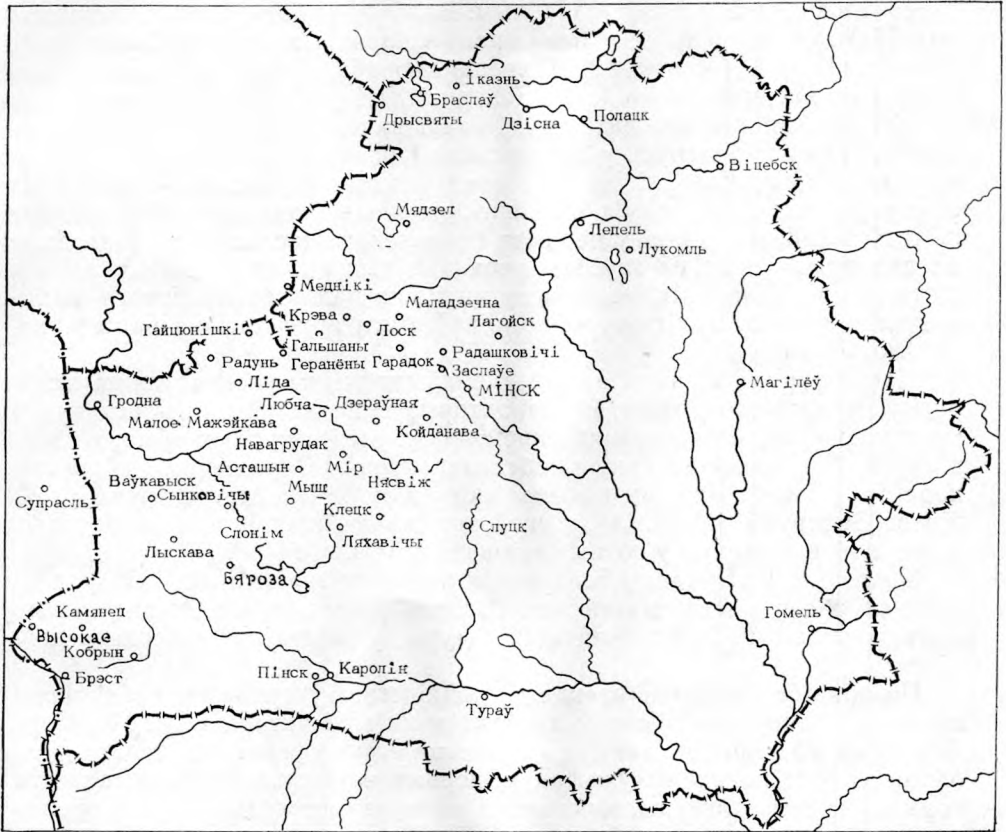 Іказнь
Браслаў
Дрысвяты
Дзісна
Полацк
Віцебск
Мядзел
Лепель
Лукомль
Меднікі
Крэва
Маладзечна
Гайцюнішкі
Лоск
Лагойск
Гальшаны
Радунь
Геранёны
Гарадок
Радашковічі
Заслаўе
Ліда
МІНСК
Магілёў
Гродна
Любча
Дзераўная
Малое Мажэйкава
Койданава
Навагрудак
Асташын
Мір
Ваўкавыск
Нясвіж
Супрасль
Сынковічы
Мыш
Клецк
Слонім
Ляхавічы
Слуцк
Лыскава
Бяроза
Камянец
Гомель
Высокае
Кобрын
Брэст
Пінск
Каролін
Тураў